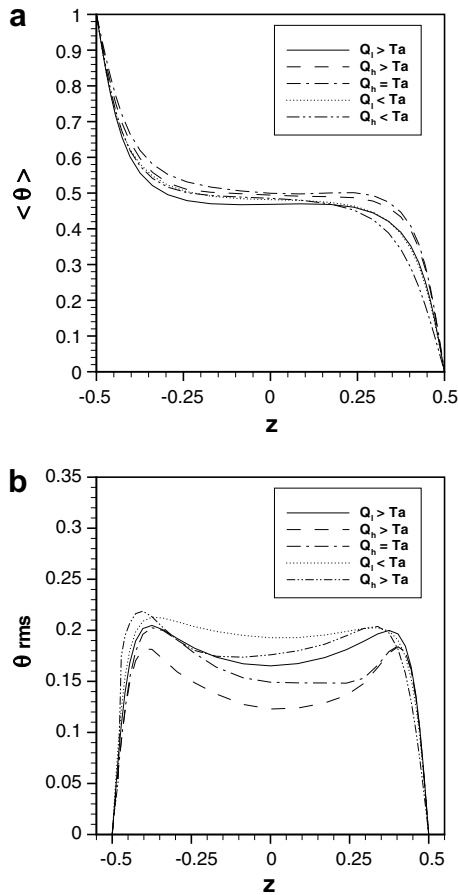 a
1
0.9
0.8
0.7
0.6
0.5
0.4
0.3
0.2
0.1
0
< θ >
Q_l > Ta
Q_h > Ta
Q_h = Ta
Q_l < Ta
Q_h < Ta
-0.5
-0.25
0
0.25
0.5
z
b
0.35
0.3
0.25
0.2
0.15
0.1
0.05
0
θ rms
Q_l > Ta
Q_h > Ta
Q_h = Ta
Q_l < Ta
Q_h > Ta
-0.5
-0.25
0
0.25
0.5
z